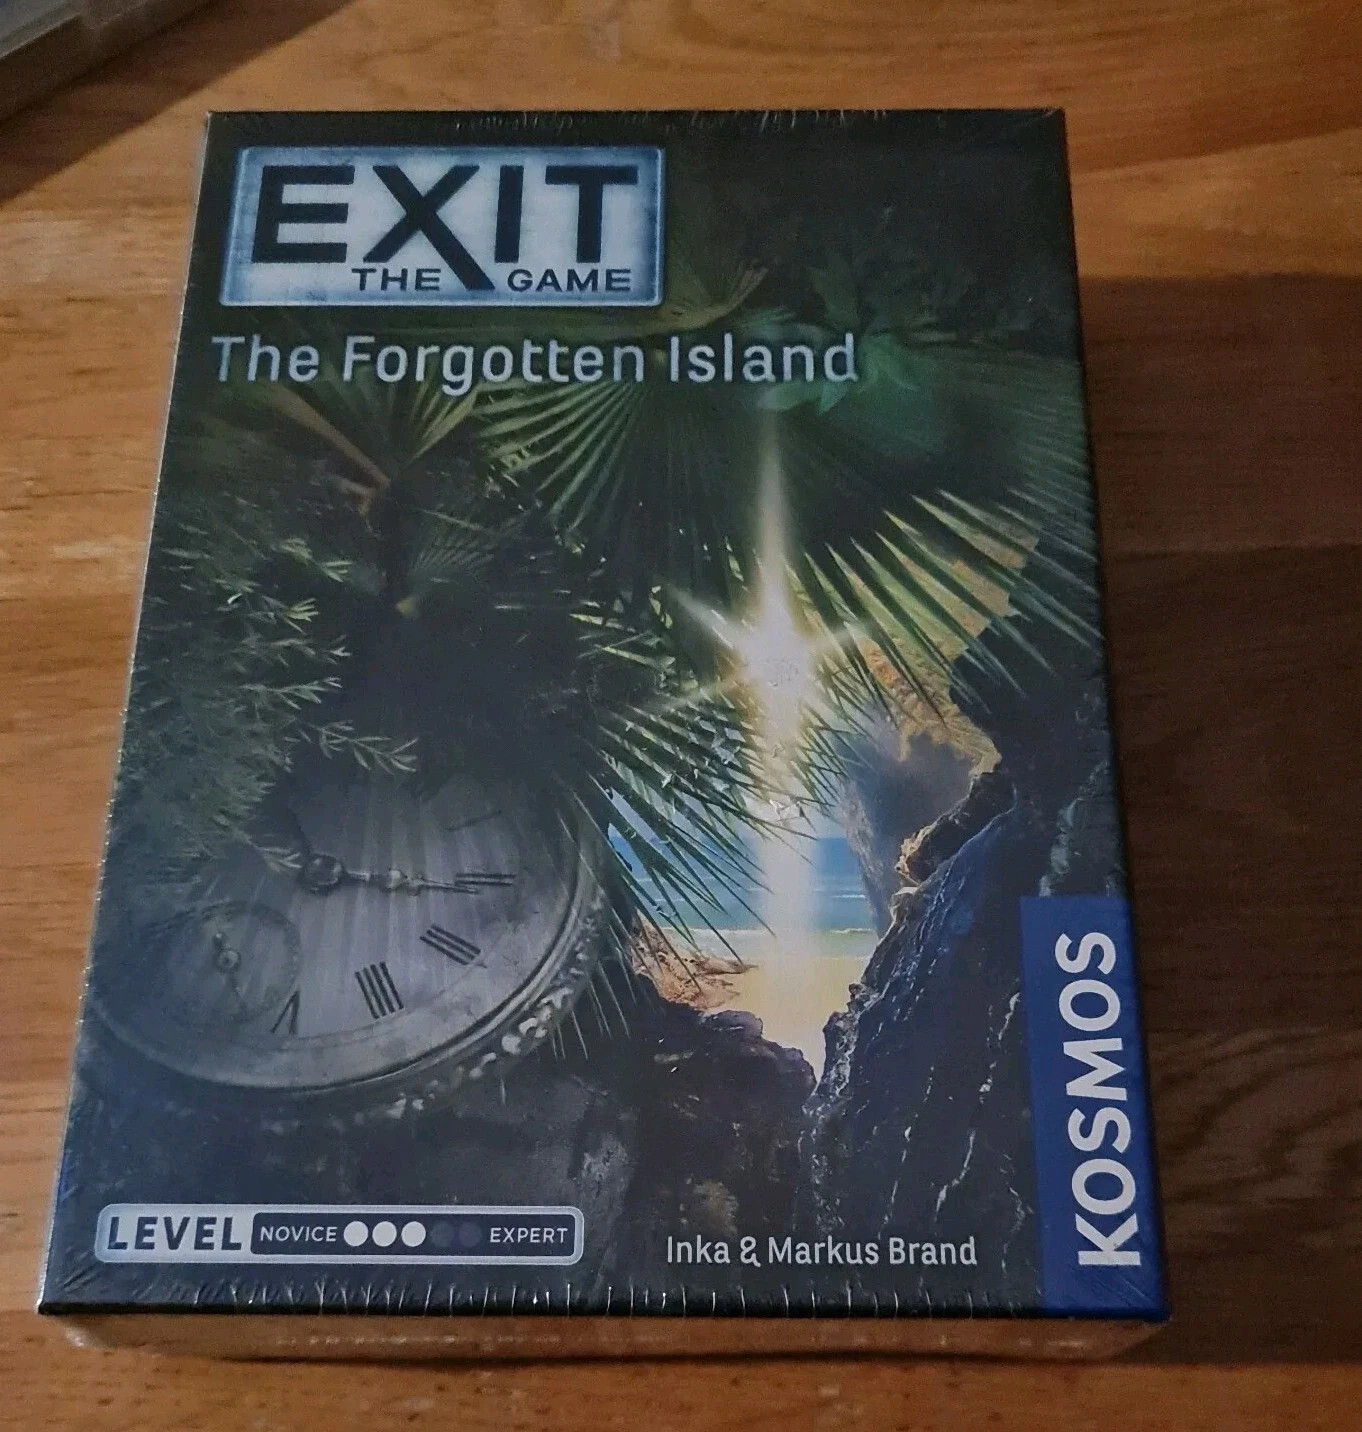 EXIT
THE GAME
The Forgotten Island
LEVEL NOVICE EXPERT
Inka & Markus Brand
KOSMOS